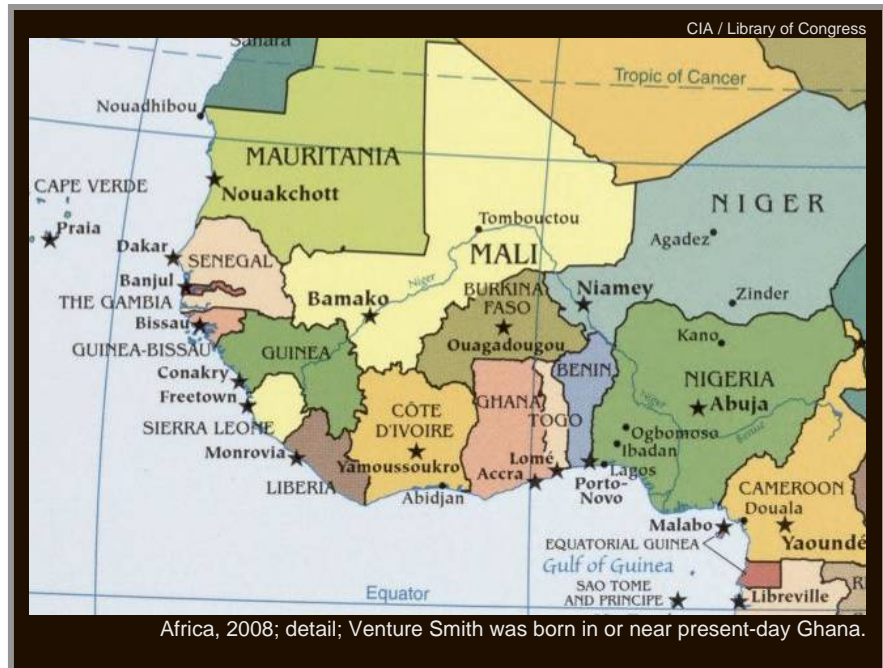 CIA / Library of Congress
Sahara
Tropic of Cancer
Nouadhibou
MAURITANIA
CAPE VERDE
Nouakchott
NIGER
Praia
Tombouctou
Agadez
Dakar
SENEGAL
MALI
Banjul
Niger
BURKINA
FASO
Niamey
Zinder
THE GAMBIA
Bamako
Bissau
Ouagadougou
Kano
GUINEA-BISSAU
GUINEA
BENIN
NIGERIA
Conakry
GHANA
Abuja
Freetown
CÔTE
D'IVOIRE
TOGO
Niger
Benue
SIERRA LEONE
Ogbomoso
Ibadan
Monrovia
Yamoussoukro
Lomé
Lagos
LIBERIA
Abidjan
Accra
Porto-
Novo
CAMEROON
Douala
Malabo
EQUATORIAL GUINEA
Yaoundé
Gulf of Guinea
SAO TOME
AND PRINCIPE
Libreville
Equator
Africa, 2008; detail; Venture Smith was born in or near present-day Ghana.